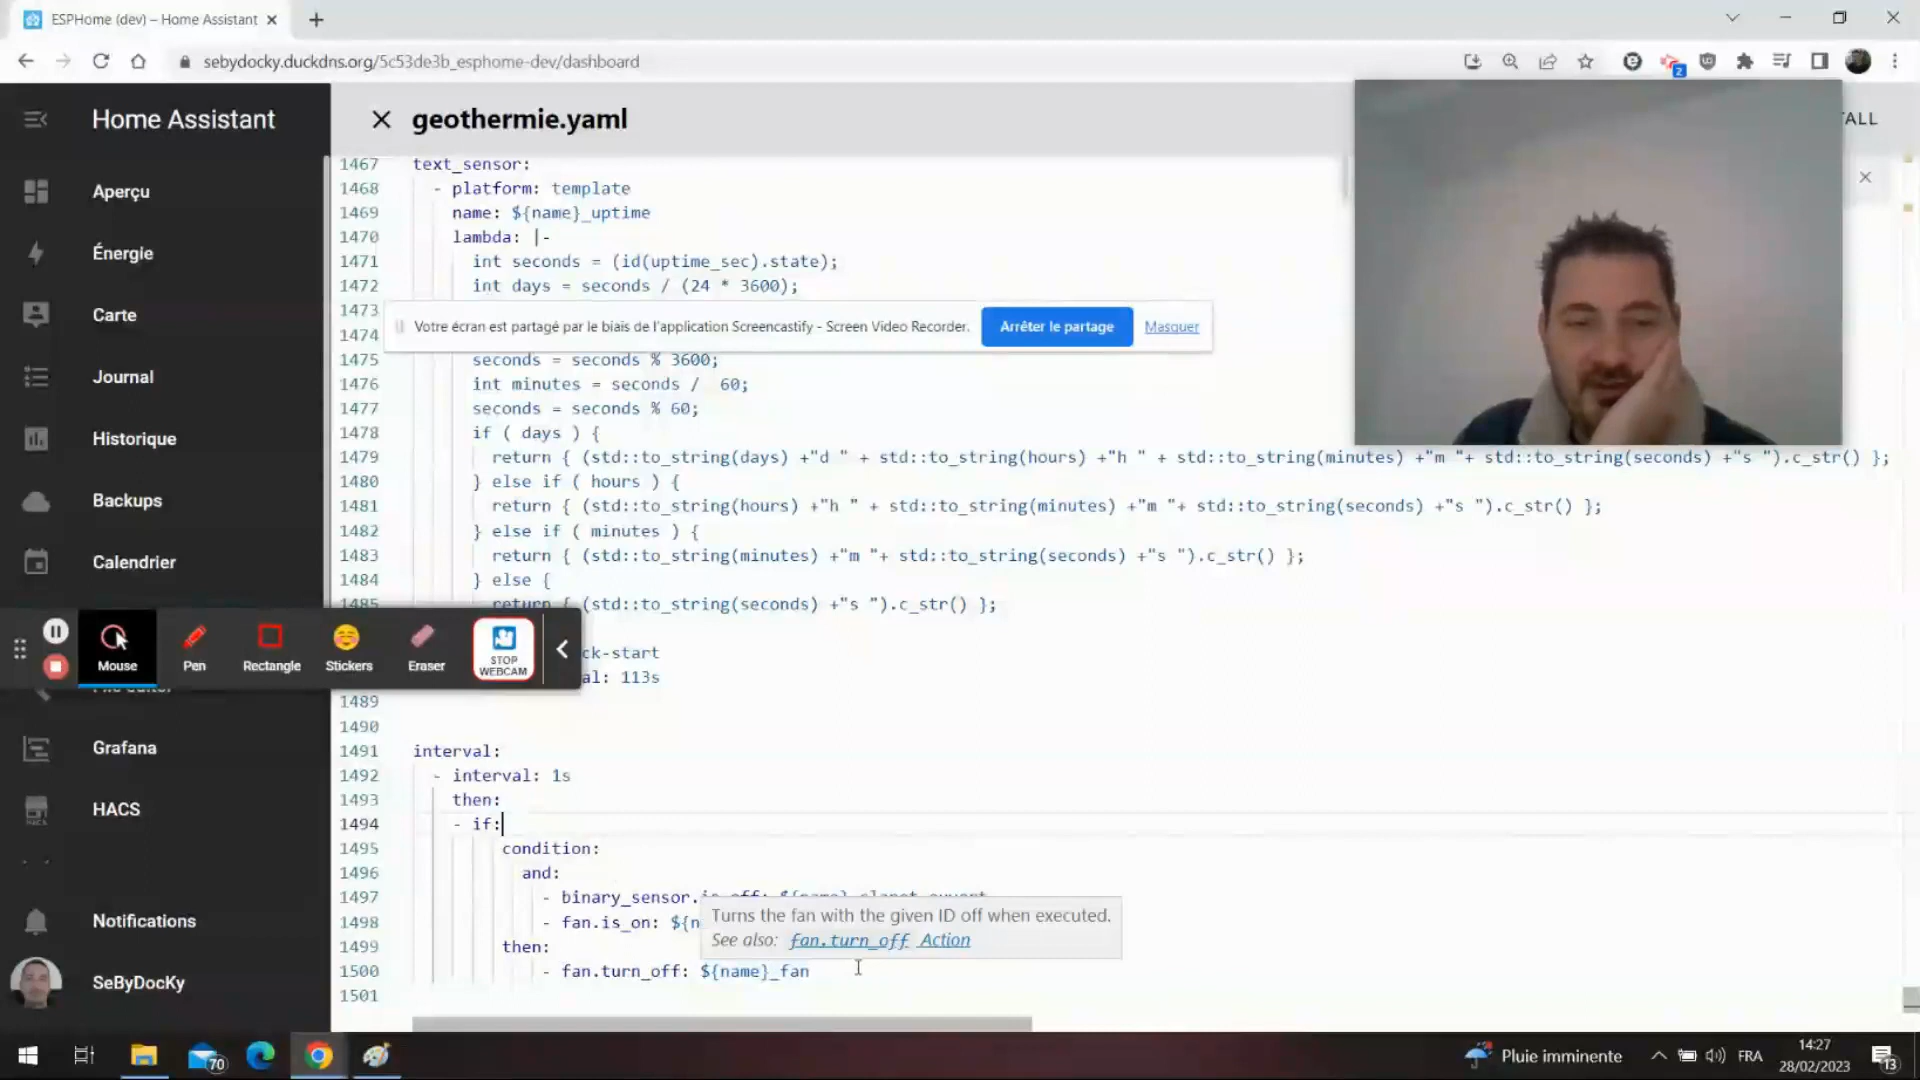 ESPHome (dev) – Home Assistant
sebydocky.duckdns.org/5c53de3b_esphome-dev/dashboard
2
Home Assistant
geothermie.yaml
ALL
Aperçu
Énergie
Carte
Journal
Historique
Backups
Calendrier
Grafana
HACS
Notifications
SeByDocKy
1467 text_sensor:
1468 - platform: template
1469 name: ${name}_uptime
1470 lambda: |-
1471 int seconds = (id(uptime_sec).state);
1472 int days = seconds / (24 * 3600);
1473
Votre écran est partagé par le biais de l'application Screencastify - Screen Video Recorder. Arrêter le partage Masquer
1474
1475 seconds = seconds % 3600;
1476 int minutes = seconds / 60;
1477 seconds = seconds % 60;
1478 if ( days ) {
1479 return { (std::to_string(days) +"d " + std::to_string(hours) +"h " + std::to_string(minutes) +"m "+ std::to_string(seconds) +"s ").c_str() };
1480 } else if ( hours ) {
1481 return { (std::to_string(hours) +"h " + std::to_string(minutes) +"m "+ std::to_string(seconds) +"s ").c_str() };
1482 } else if ( minutes ) {
1483 return { (std::to_string(minutes) +"m "+ std::to_string(seconds) +"s ").c_str() };
1484 } else {
1485 return { (std::to_string(seconds) +"s ").c_str() };
ck-start
al: 113s
Mouse Pen Rectangle Stickers Eraser STOP WEBCAM
1489
1490
1491 interval:
1492 - interval: 1s
1493 then:
1494 - if:
1495 condition:
1496 and:
1497 - binary_sensor.is_off: ${name}_clapet_ouvert
1498 - fan.is_on: ${n
Turns the fan with the given ID off when executed.
See also: fan.turn_off Action
1499 then:
1500 - fan.turn_off: ${name}_fan
1501
70
Pluie imminente
FRA
14:27
28/02/2023
13